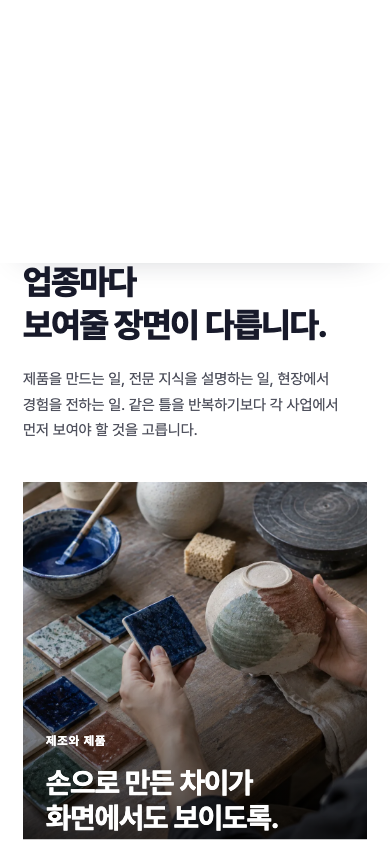 업종마다
보여줄 장면이 다릅니다.
제품을 만드는 일, 전문 지식을 설명하는 일, 현장에서
경험을 전하는 일. 같은 틀을 반복하기보다 각 사업에서
먼저 보여야 할 것을 고릅니다.
제조와 제품
손으로 만든 차이가
화면에서도 보이도록.